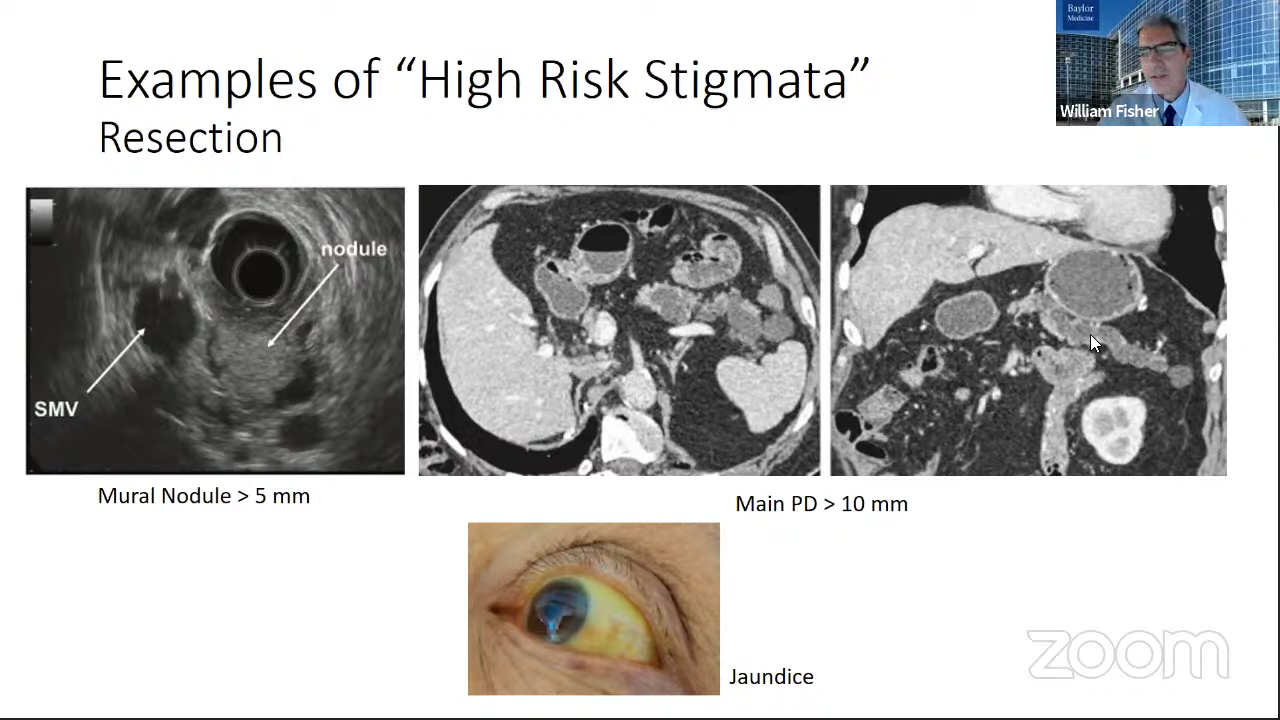 Examples of “High Risk Stigmata”
Resection
Baylor
Medicine
William Fisher
nodule
SMV
Mural Nodule > 5 mm
Main PD > 10 mm
Jaundice
zoom